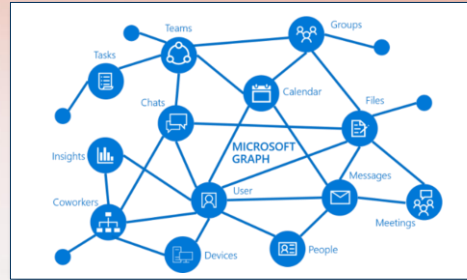 Teams
Groups
Tasks
Calendar
Chats
Files
MICROSOFT
GRAPH
Insights
Messages
User
Coworkers
Meetings
Devices
People